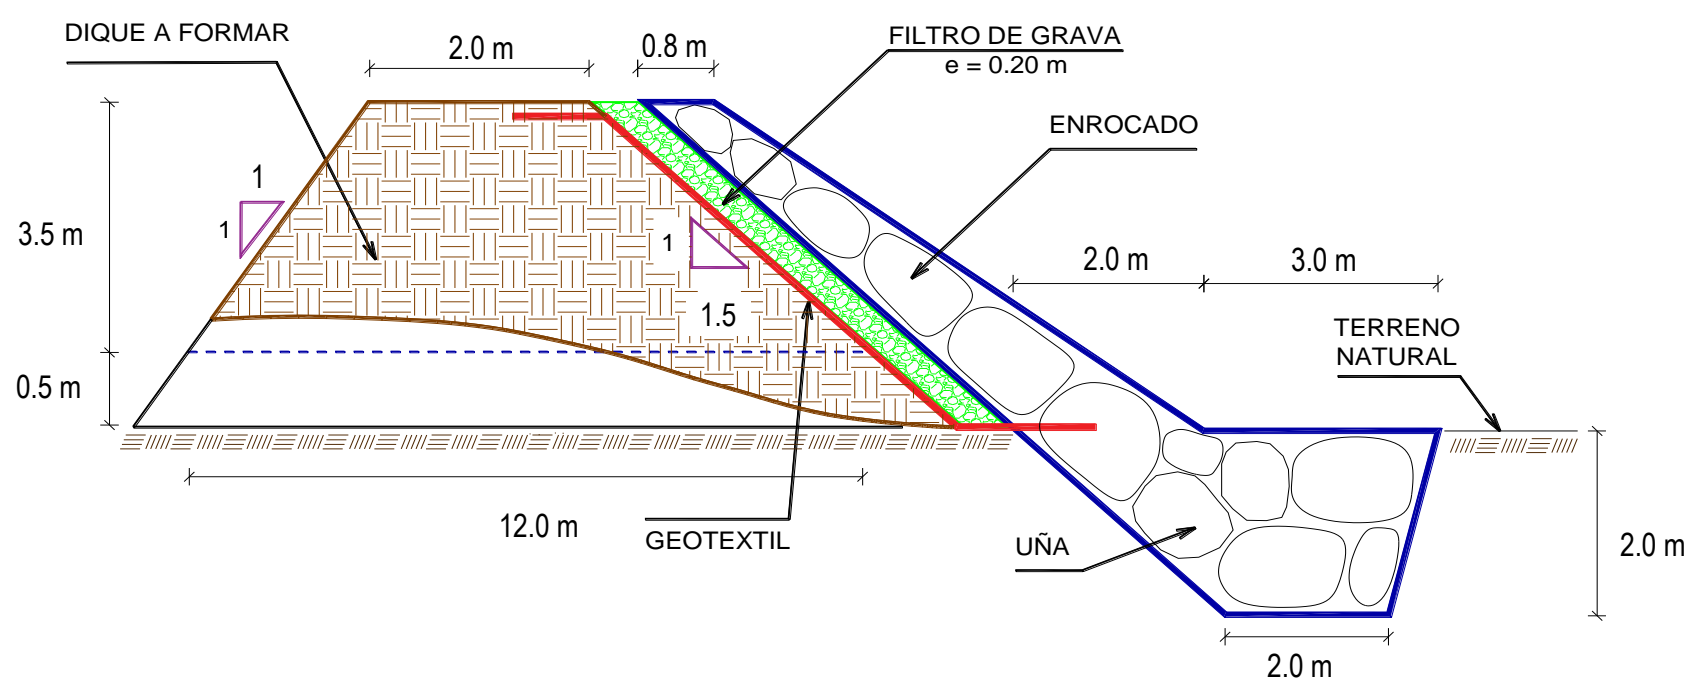 DIQUE A FORMAR
2.0 m
0.8 m
FILTRO DE GRAVA
e = 0.20 m
ENROCADO
1
1
3.5 m
1
1.5
2.0 m
3.0 m
TERRENO
NATURAL
0.5 m
12.0 m
GEOTEXTIL
UÑA
2.0 m
2.0 m